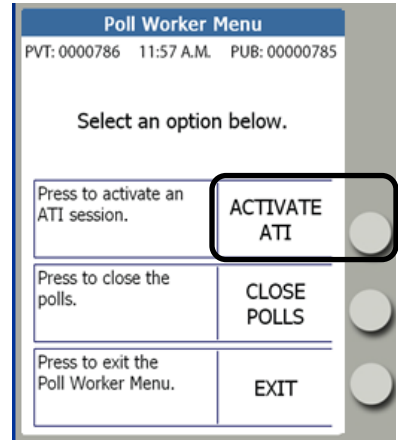 Poll Worker Menu
PVT: 0000786 11:57 A.M. PUB: 00000785
Select an option below.
Press to activate an
ATI session.
ACTIVATE
ATI
Press to close the
polls.
CLOSE
POLLS
Press to exit the
Poll Worker Menu.
EXIT